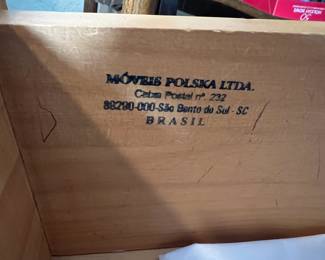 MÓVEIS POLSKA LTDA.
Caixa Postal nº. 232
89290-000-São Bento do Sul - SC
BRASIL